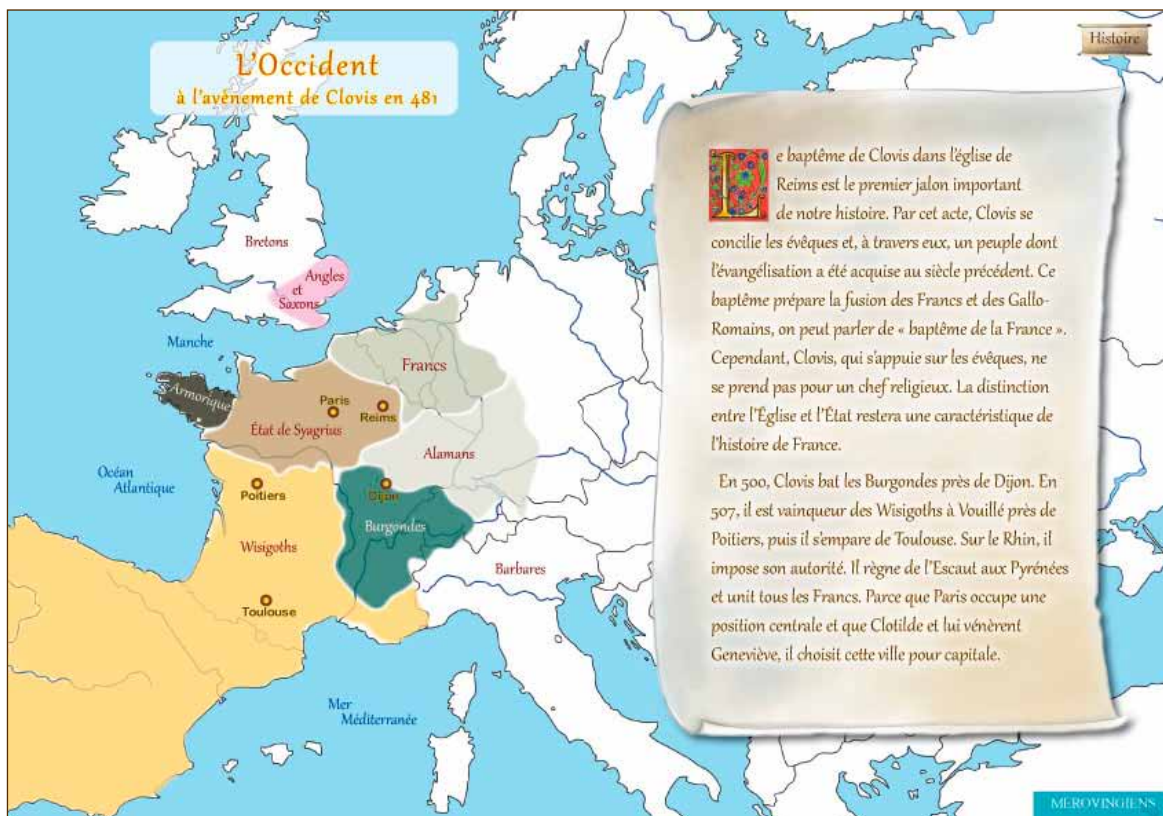 L'Occident
à l'avènement de Clovis en 481
Histoire
Bretons
Angles
et
Saxons
Manche
Francs
Armorique
Paris
Reims
État de Syagrius
Alamans
Océan
Atlantique
Poitiers
Dijon
Burgondes
Wisigoths
Barbares
Toulouse
Mer
Méditerranée
Le baptême de Clovis dans l'église de
Reims est le premier jalon important
de notre histoire. Par cet acte, Clovis se
concilie les évêques et, à travers eux, un peuple dont
l'évangélisation a été acquise au siècle précédent. Ce
baptême prépare la fusion des Francs et des Gallo-
Romains, on peut parler de « baptême de la France ».
Cependant, Clovis, qui s'appuie sur les évêques, ne
se prend pas pour un chef religieux. La distinction
entre l'Église et l'État restera une caractéristique de
l'histoire de France.
En 500, Clovis bat les Burgondes près de Dijon. En
507, il est vainqueur des Wisigoths à Vouillé près de
Poitiers, puis il s'empare de Toulouse. Sur le Rhin, il
impose son autorité. Il règne de l'Escaut aux Pyrénées
et unit tous les Francs. Parce que Paris occupe une
position centrale et que Clotilde et lui vénèrent
Geneviève, il choisit cette ville pour capitale.
MEROVINGIENS